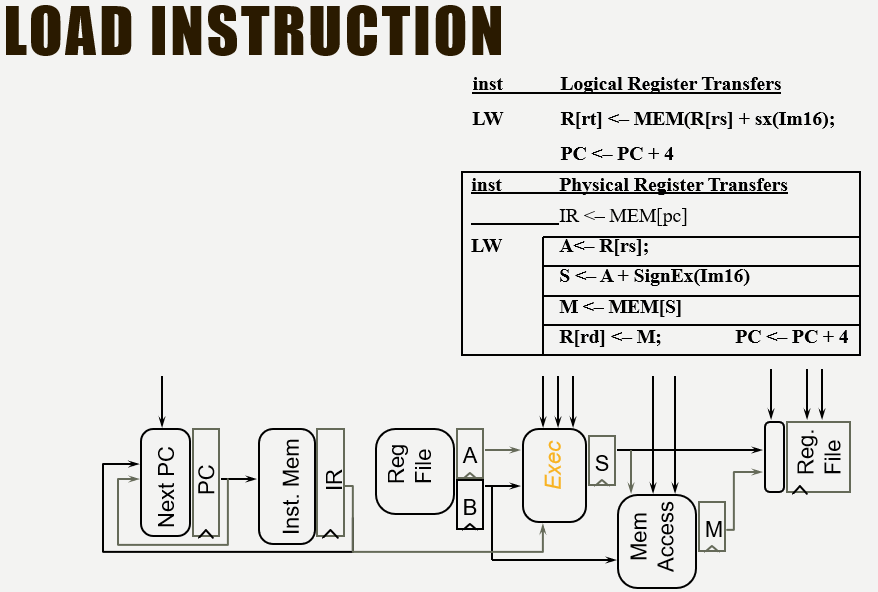 LOAD INSTRUCTION
inst Logical Register Transfers
LW R[rt] <– MEM(R[rs] + sx(Im16);
PC <– PC + 4
inst Physical Register Transfers
IR <– MEM[pc]
LW A<– R[rs];
S <– A + SignEx(Im16)
M <– MEM[S]
R[rd] <– M; PC <– PC + 4
Next PC
PC
Inst. Mem
IR
Reg
File
A
B
Exec
S
Mem
Access
M
Reg.
File